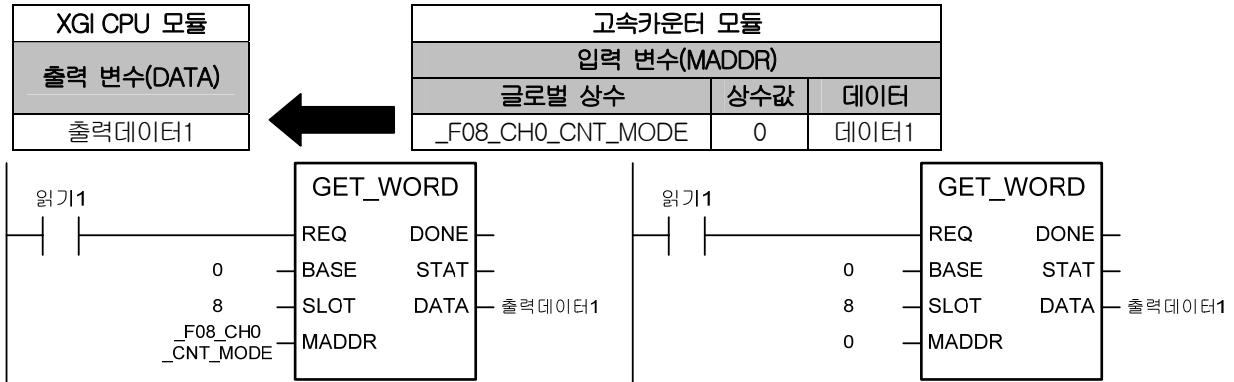 XGI CPU 모듈
출력 변수(DATA)
출력데이터1
고속카운터 모듈
입력 변수(MADDR)
글로벌 상수 상수값 데이터
_F08_CH0_CNT_MODE 0 데이터1
읽기1
GET_WORD
REQ DONE
0 BASE STAT
8 SLOT DATA 출력데이터1
_F08_CH0
_CNT_MODE
MADDR
읽기1
GET_WORD
REQ DONE
0 BASE STAT
8 SLOT DATA 출력데이터1
0 MADDR